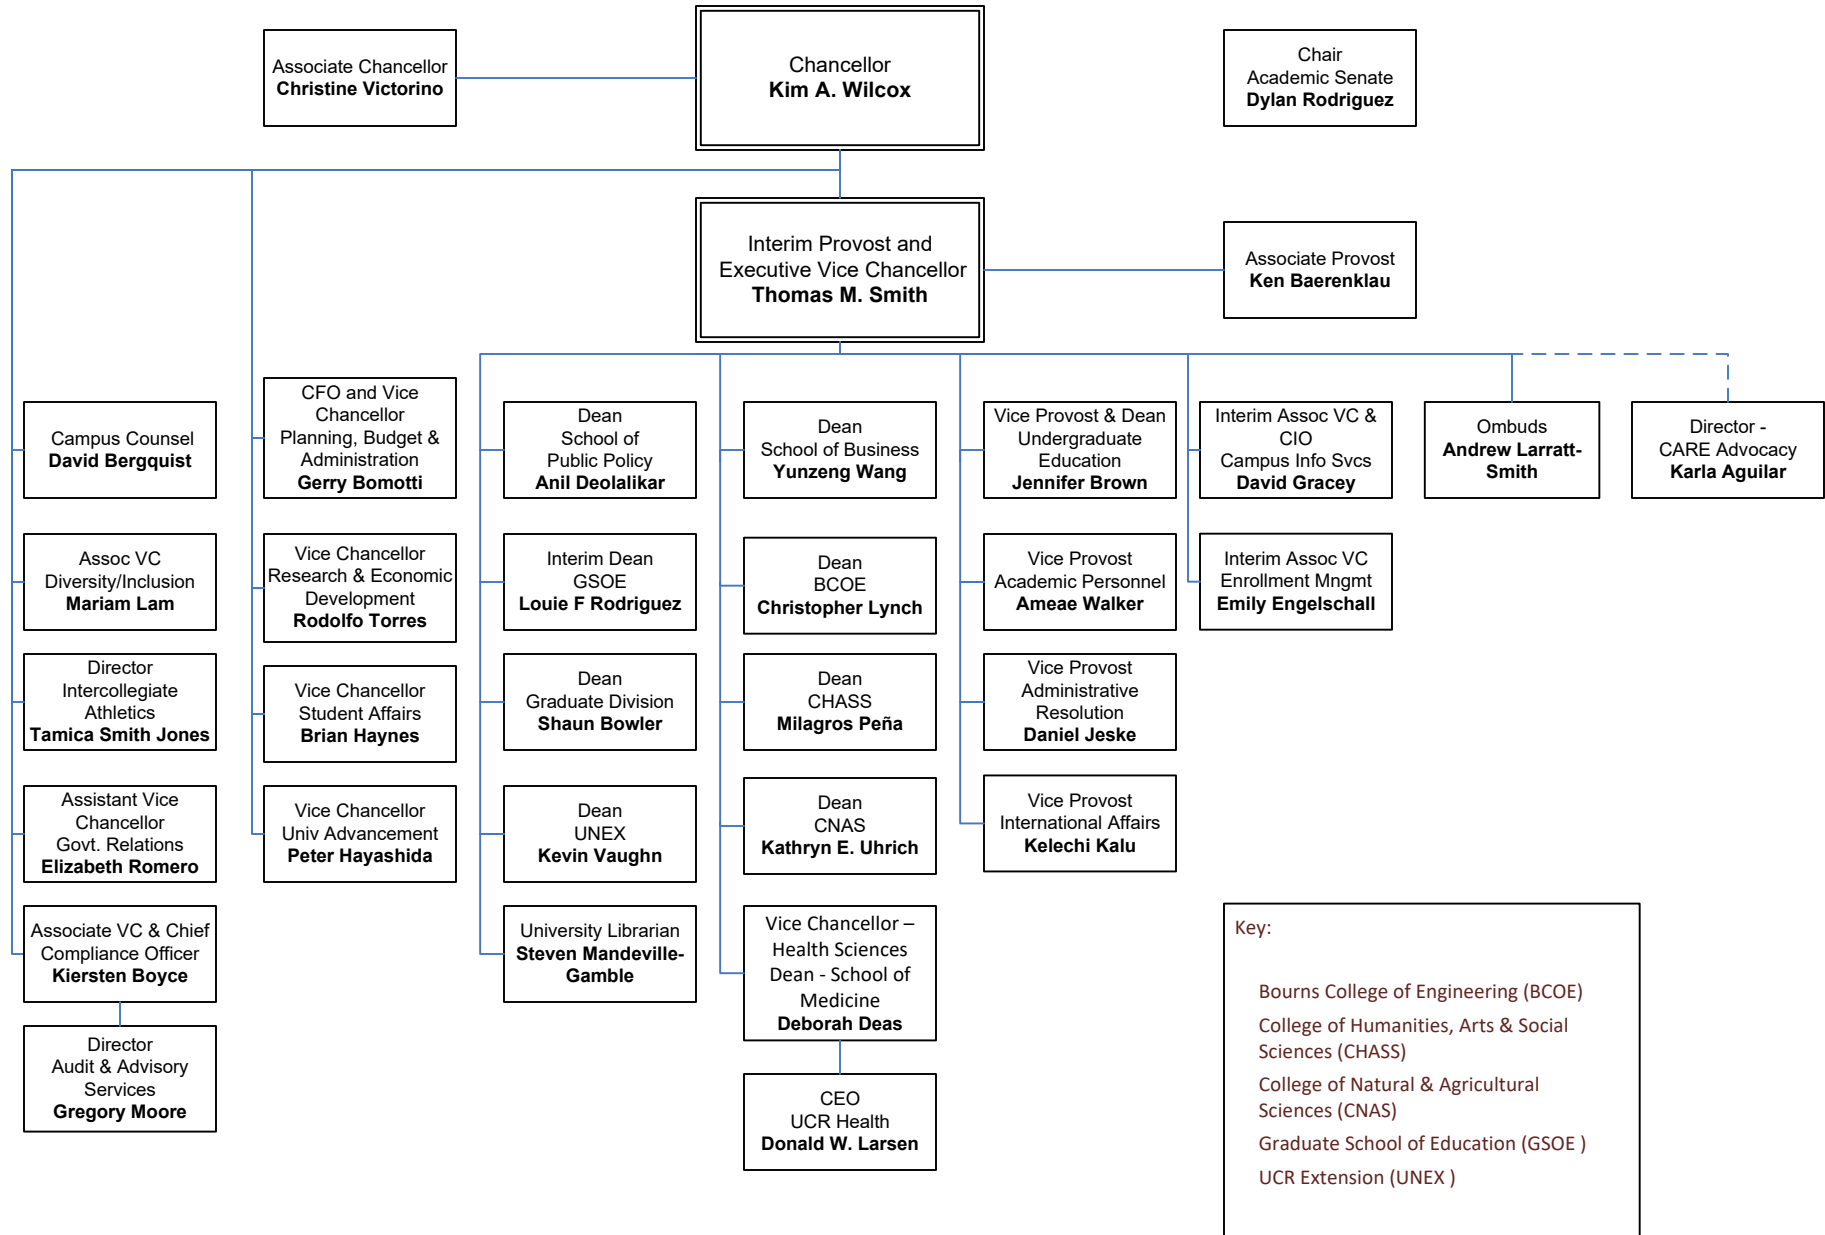 Associate Chancellor
Christine Victorino
Chancellor
Kim A. Wilcox
Chair
Academic Senate
Dylan Rodriguez
Interim Provost and
Executive Vice Chancellor
Thomas M. Smith
Associate Provost
Ken Baerenklau
Campus Counsel
David Bergquist
CFO and Vice
Chancellor
Planning, Budget &
Administration
Gerry Bomotti
Dean
School of
Public Policy
Anil Deolalikar
Dean
School of Business
Yunzeng Wang
Vice Provost & Dean
Undergraduate
Education
Jennifer Brown
Interim Assoc VC &
CIO
Campus Info Svcs
David Gracey
Ombuds
Andrew Larratt-
Smith
Director -
CARE Advocacy
Karla Aguilar
Assoc VC
Diversity/Inclusion
Mariam Lam
Vice Chancellor
Research & Economic
Development
Rodolfo Torres
Interim Dean
GSOE
Louie F Rodriguez
Dean
BCOE
Christopher Lynch
Vice Provost
Academic Personnel
Ameae Walker
Interim Assoc VC
Enrollment Mngmt
Emily Engelschall
Director
Intercollegiate
Athletics
Tamica Smith Jones
Vice Chancellor
Student Affairs
Brian Haynes
Dean
Graduate Division
Shaun Bowler
Dean
CHASS
Milagros Peña
Vice Provost
Administrative
Resolution
Daniel Jeske
Assistant Vice
Chancellor
Govt. Relations
Elizabeth Romero
Vice Chancellor
Univ Advancement
Peter Hayashida
Dean
UNEX
Kevin Vaughn
Dean
CNAS
Kathryn E. Uhrich
Vice Provost
International Affairs
Kelechi Kalu
Associate VC & Chief
Compliance Officer
Kiersten Boyce
University Librarian
Steven Mandeville-
Gamble
Vice Chancellor –
Health Sciences
Dean - School of
Medicine
Deborah Deas
Director
Audit & Advisory
Services
Gregory Moore
CEO
UCR Health
Donald W. Larsen
Key:
Bourns College of Engineering (BCOE)
College of Humanities, Arts & Social
Sciences (CHASS)
College of Natural & Agricultural
Sciences (CNAS)
Graduate School of Education (GSOE )
UCR Extension (UNEX )